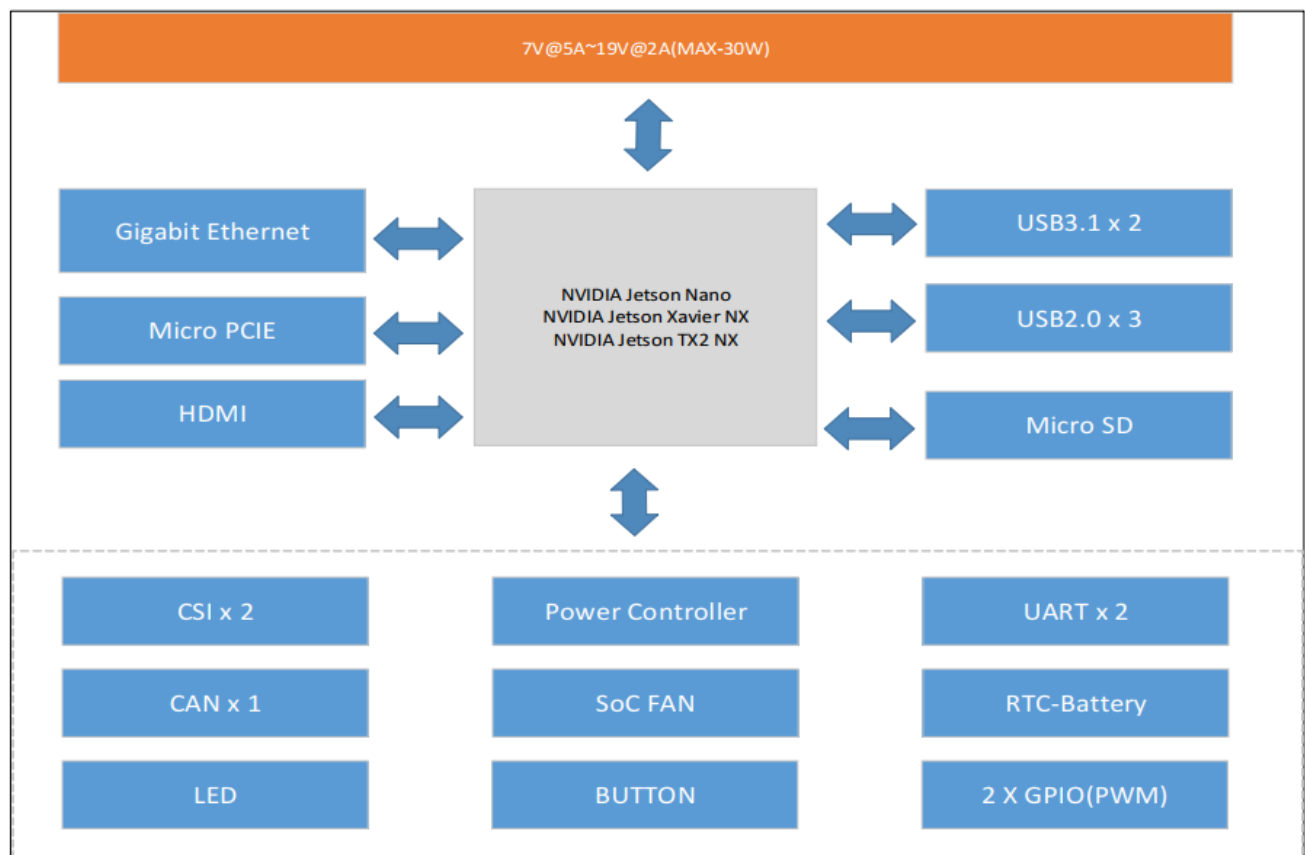 7V@5A~19V@2A(MAX-30W)
Gigabit Ethernet
Micro PCIE
HDMI
NVIDIA Jetson Nano
NVIDIA Jetson Xavier NX
NVIDIA Jetson TX2 NX
USB3.1 x 2
USB2.0 x 3
Micro SD
CSI x 2
Power Controller
UART x 2
CAN x 1
SoC FAN
RTC-Battery
LED
BUTTON
2 X GPIO(PWM)